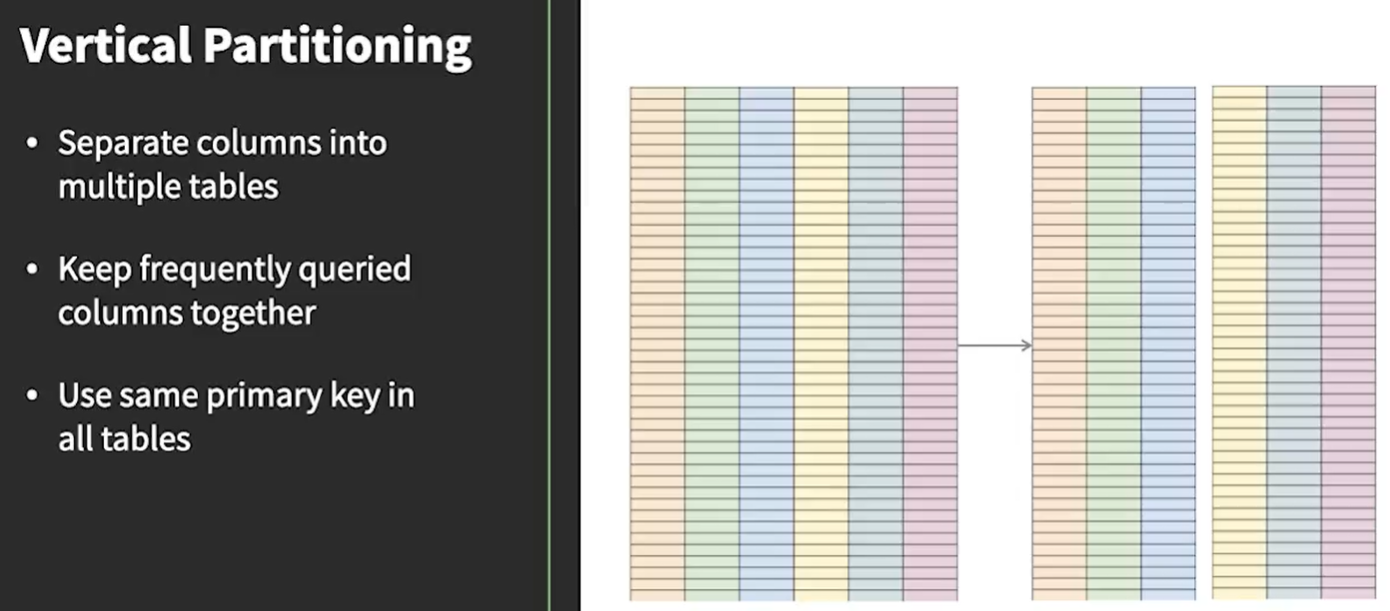 Vertical Partitioning
• Separate columns into
multiple tables
• Keep frequently queried
columns together
• Use same primary key in
all tables